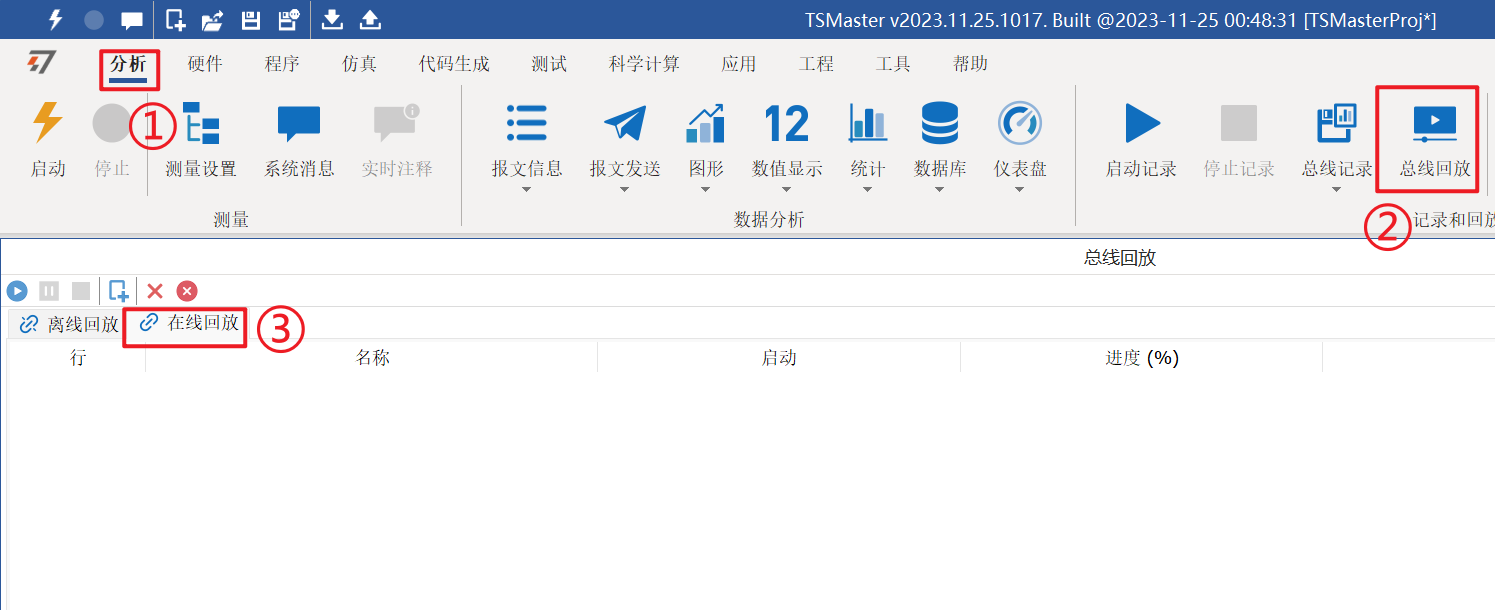 TSMaster v2023.11.25.1017. Built @2023-11-25 00:48:31 [TSMasterProj*]
分析 硬件 程序 仿真 代码生成 测试 科学计算 应用 工程 工具 帮助
①
12
启动 停止 测量设置 系统消息 实时注释 报文信息 报文发送 图形 数值显示 统计 数据库 仪表盘 启动记录 停止记录 总线记录 总线回放
测量 数据分析 ② 记录和回放
总线回放
离线回放 在线回放 ③
行 名称 启动 进度 (%)